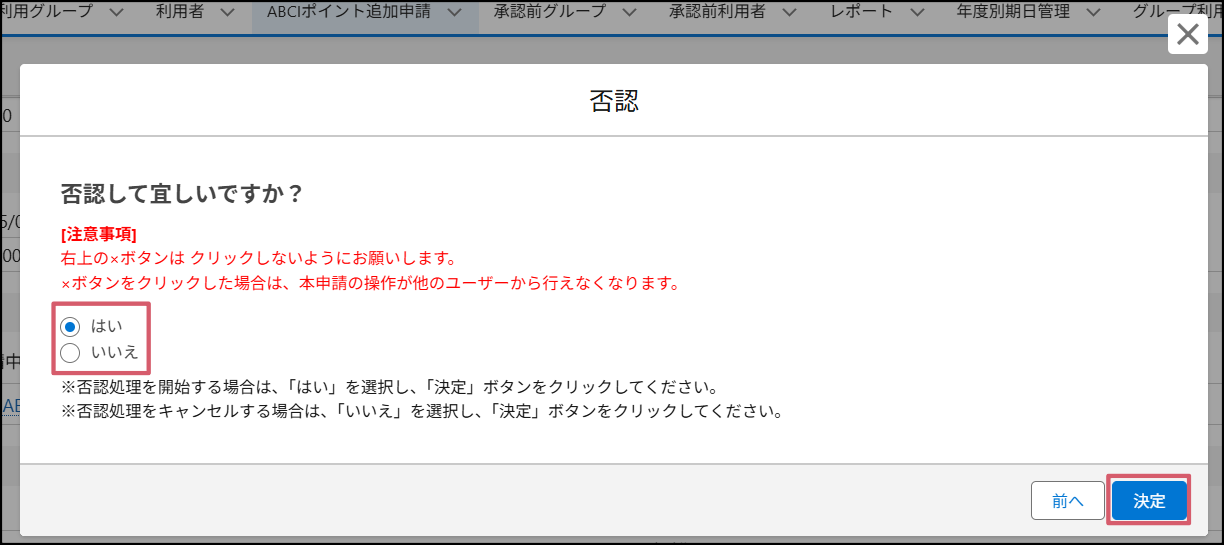 利用グループ 利用者 ABCIポイント追加申請 承認前グループ 承認前利用者 レポート 年度別期日管理 グループ利用
否認
0
否認して宜しいですか？
5/0
[注意事項]
右上の×ボタンは クリックしないようにお願いします。
00
×ボタンをクリックした場合は、本申請の操作が他のユーザーから行えなくなります。
はい
いいえ
請中
※否認処理を開始する場合は、「はい」を選択し、「決定」ボタンをクリックしてください。
AB
※否認処理をキャンセルする場合は、「いいえ」を選択し、「決定」ボタンをクリックしてください。
前へ 決定